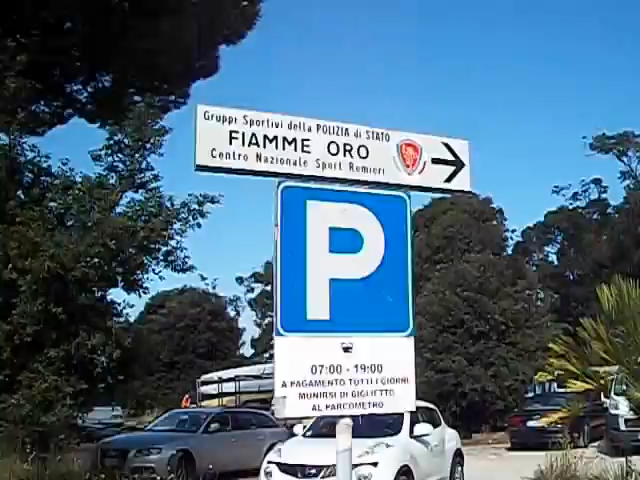 Gruppi Sportivi della POLIZIA di STATO
FIAMME ORO
Centro Nazionale Sport Remieri
P
07:00 - 19:00
A PAGAMENTO TUTTI I GIORNI
MUNIRSI DI BIGLIETTO
AL PARCOMETRO